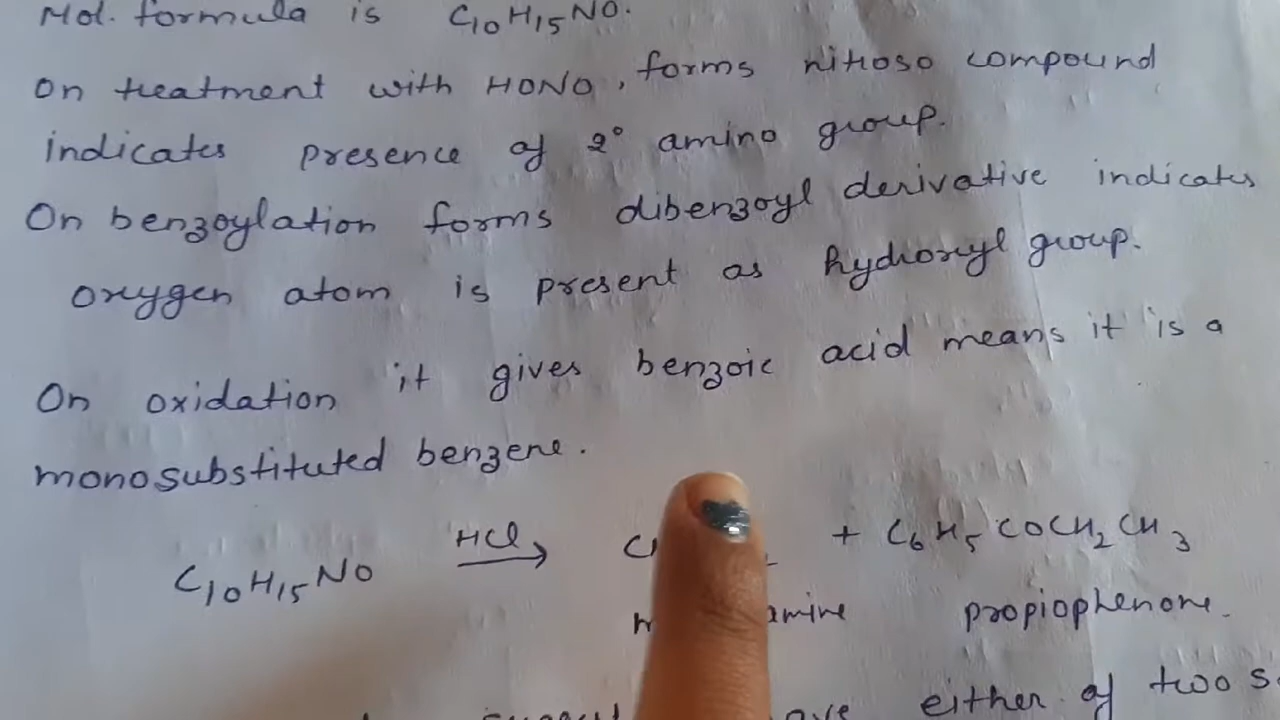 Mol. formula is C10H15NO.
On treatment with HONO, forms nitroso compound
indicates presence of 2° amino group.
On benzoylation forms dibenzoyl derivative indicates
oxygen atom is present as hydroxyl group.
On oxidation it gives benzoic acid means it is a
monosubstituted benzene.
C10H15NO HCl → + C6H5COCH2CH3
propiophenone.
either of two